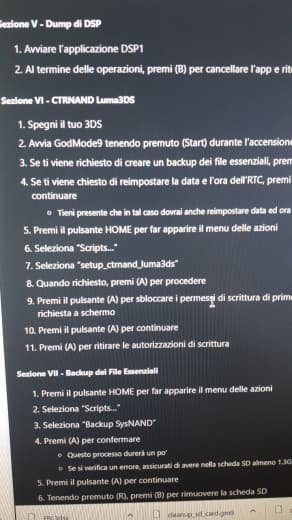 Sezione V - Dump di DSP
1. Avviare l'applicazione DSP1
2. Al termine delle operazioni, premi (B) per cancellare l'app e
Sezione VI - CTRNAND Luma3DS
1. Spegni il tuo 3DS
2. Avvia GodMode9 tenendo premuto (Start) durante l'accensione
3. Se ti viene richiesto di creare un backup dei file essenziali,
4. Se ti viene chiesto di reimpostare la data e l'ora dell'RTC, premi
continuare
Tieni presente che in tal caso dovrai anche reimpostare data ed ora
5. Premi il pulsante HOME per far apparire il menu delle azioni
6. Seleziona "Scripts..."
7. Seleziona "setup_ctrnand_luma3ds"
8. Quando richiesto, premi (A) per procedere
9. Premi il pulsante (A) per sbloccare i permessi di scrittura di
richiesta a schermo
10. Premi il pulsante (A) per continuare
11. Premi (A) per ritirare le autorizzazioni di scrittura
Sezione VII - Backup dei File Essenziali
1. Premi il pulsante HOME per far apparire il menu delle azioni
2. Seleziona "Scripts..."
3. Seleziona "Backup SysNAND"
4. Premi (A) per confermare
Questo processo durerà un po'
Se si verifica un errore, assicurati di avere nella scheda SD almeno 1.3G
5. Premi il pulsante (A) per continuare
6. Tenendo premuto (R), premi (B) per rimuovere la scheda SD
cleanup_sd_card.gm9